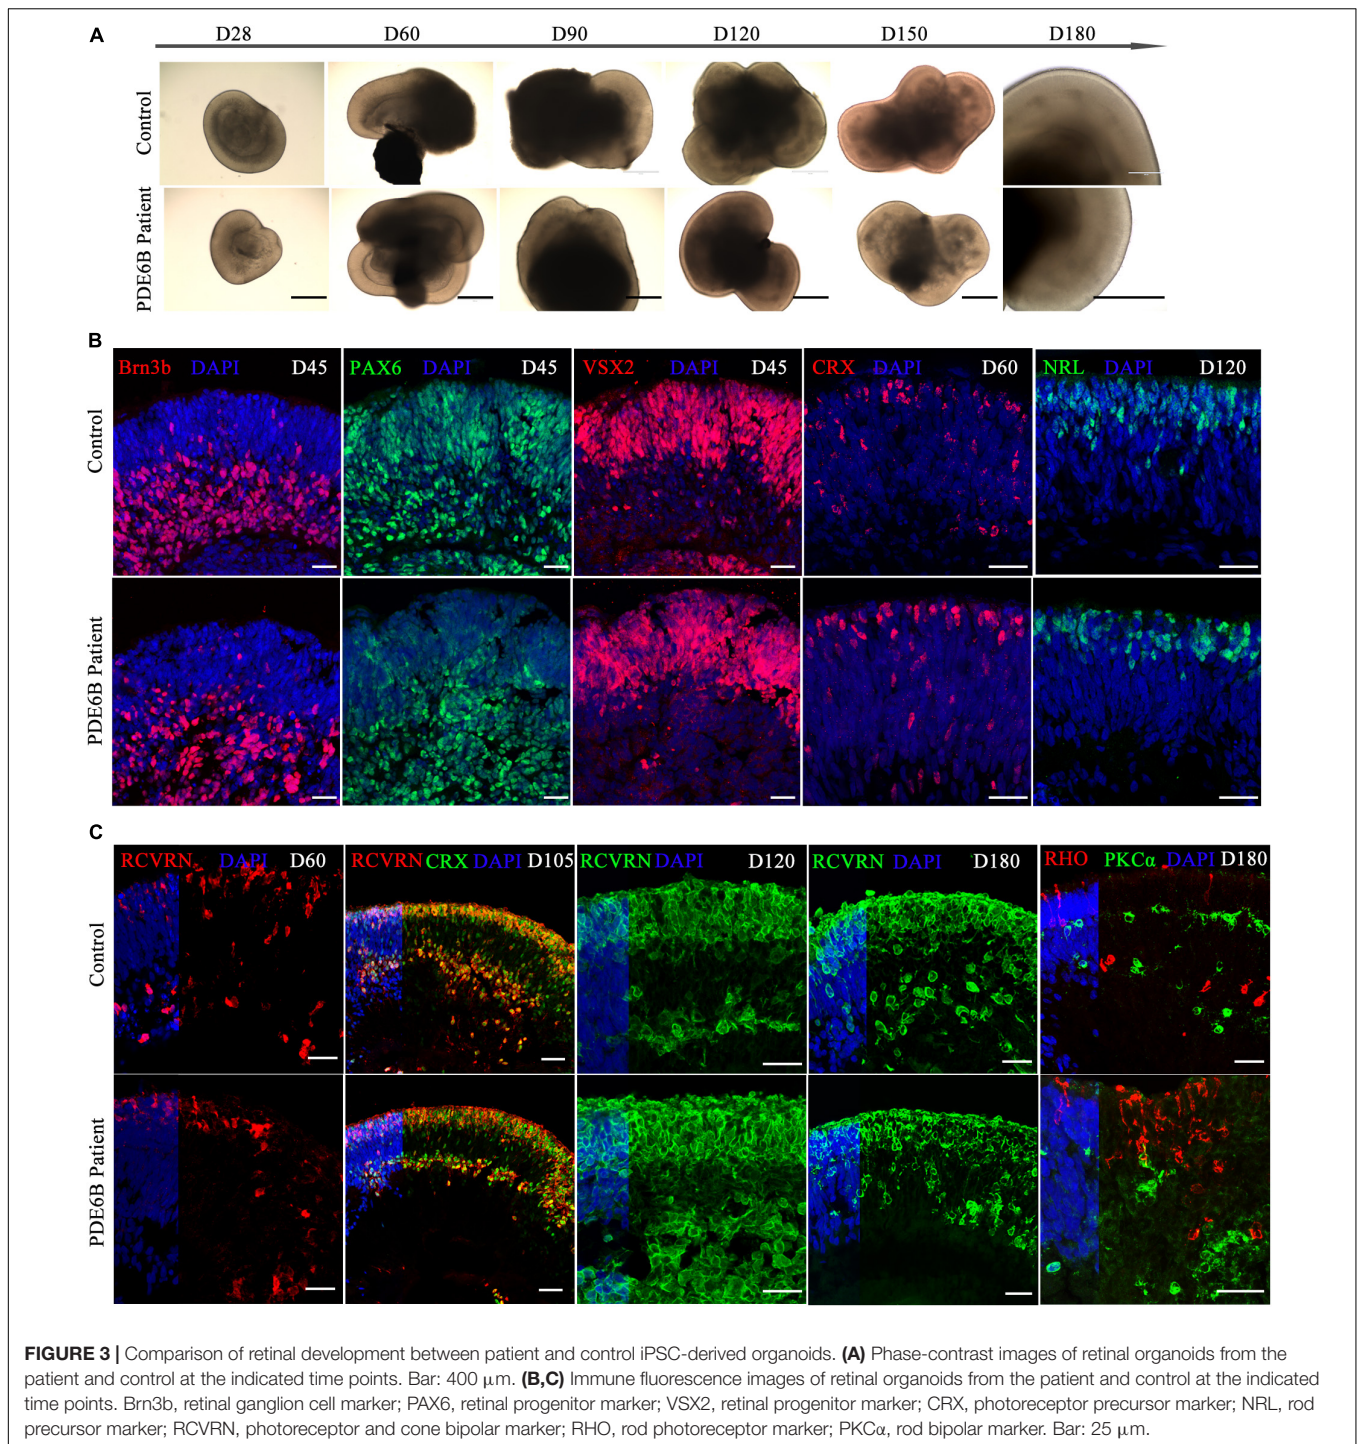 A
D28 D60 D90 D120 D150 D180
Control
PDE6B Patient
B
Brn3b DAPI D45 PAX6 DAPI D45 VSX2 DAPI D45 CRX DAPI D60 NRL DAPI D120
Control
PDE6B Patient
C
RCVRN DAPI D60 RCVRN CRX DAPI D105 RCVRN DAPI D120 RCVRN DAPI D180 RHO PKCα DAPI D180
Control
PDE6B Patient
FIGURE 3 | Comparison of retinal development between patient and control iPSC-derived organoids. (A) Phase-contrast images of retinal organoids from the
patient and control at the indicated time points. Bar: 400 μm. (B,C) Immune fluorescence images of retinal organoids from the patient and control at the indicated
time points. Brn3b, retinal ganglion cell marker; PAX6, retinal progenitor marker; VSX2, retinal progenitor marker; CRX, photoreceptor precursor marker; NRL, rod
precursor marker; RCVRN, photoreceptor and cone bipolar marker; RHO, rod photoreceptor marker; PKCα, rod bipolar marker. Bar: 25 μm.